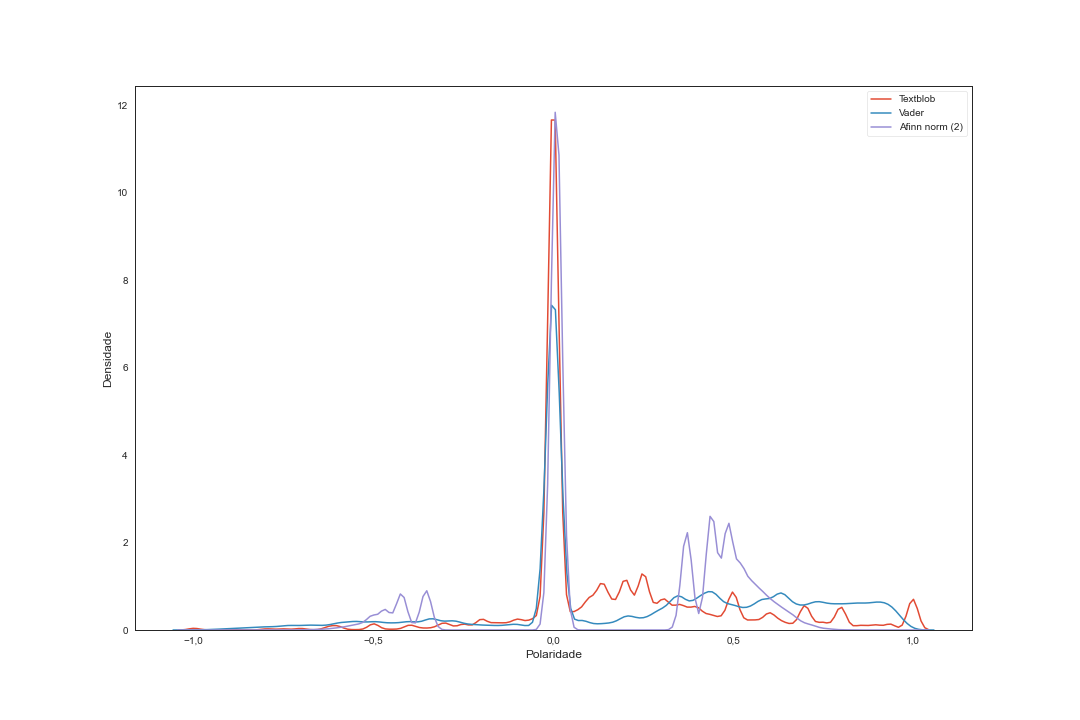 Textblob
Vader
Afinn norm (2)
12
10
8
6
4
2
0
Densidade
−1,0
−0,5
0,0
0,5
1,0
Polaridade